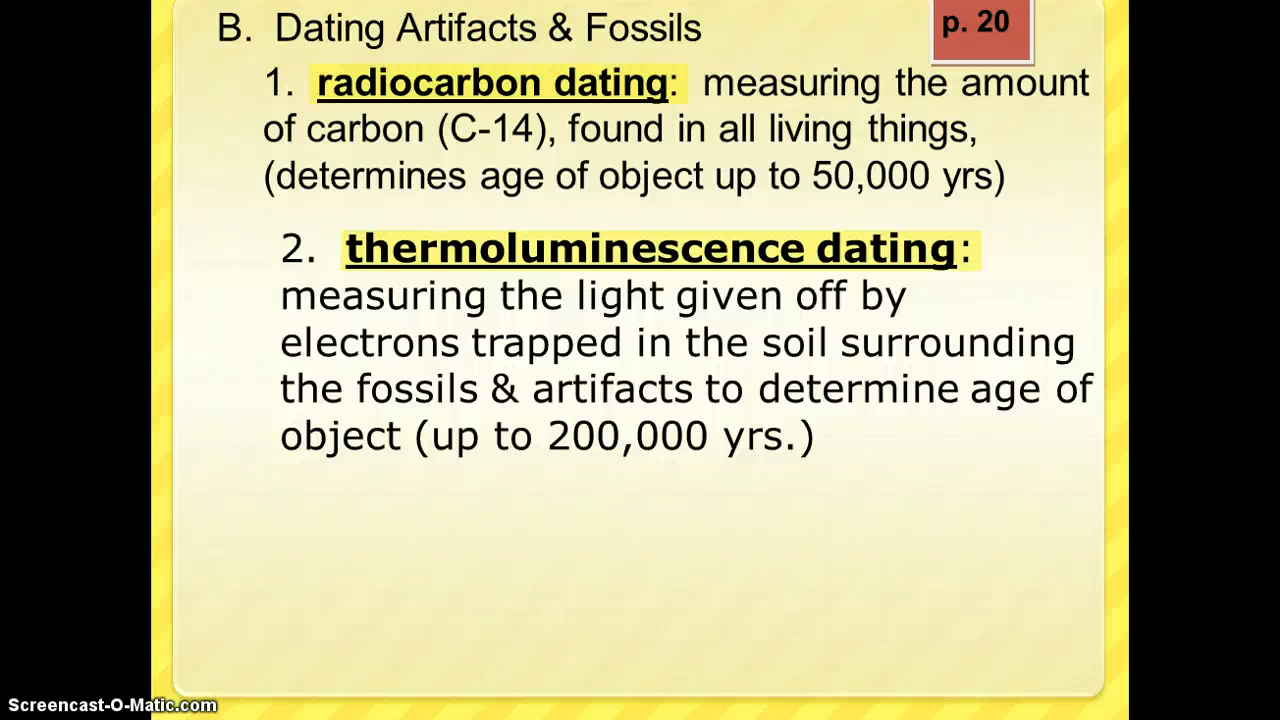 B. Dating Artifacts & Fossils
p. 20
1. radiocarbon dating: measuring the amount
of carbon (C-14), found in all living things,
(determines age of object up to 50,000 yrs)
2. thermoluminescence dating:
measuring the light given off by
electrons trapped in the soil surrounding
the fossils & artifacts to determine age of
object (up to 200,000 yrs.)
Screencast-O-Matic.com